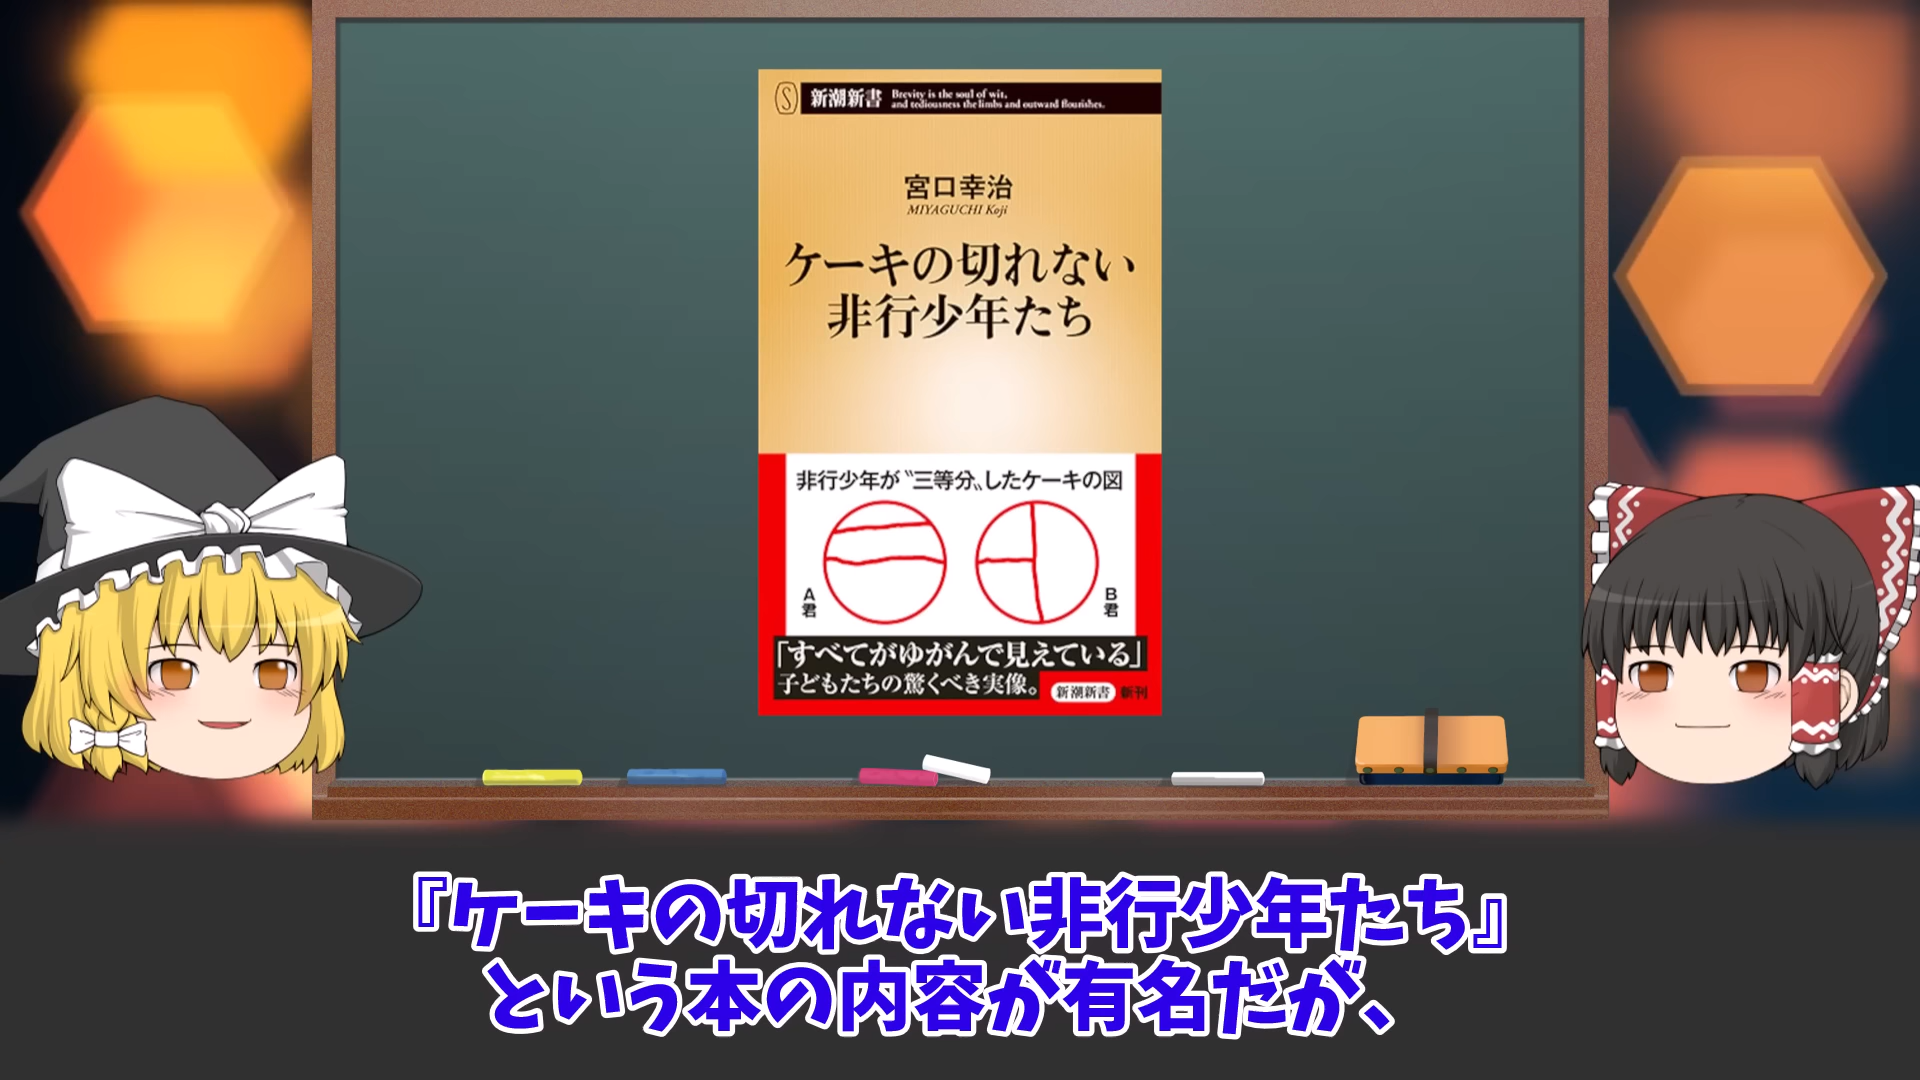 新潮新書
Brevity is the soul of wit,
and tediousness the limbs and outward flourishes.
宮口幸治
MIYAGUCHI Koji
ケーキの切れない
非行少年たち
非行少年が〝三等分〟したケーキの図
A君
B君
「すべてがゆがんで見えている」
子どもたちの驚くべき実像。
新潮新書 新刊
『ケーキの切れない非行少年たち』
という本の内容が有名だが、